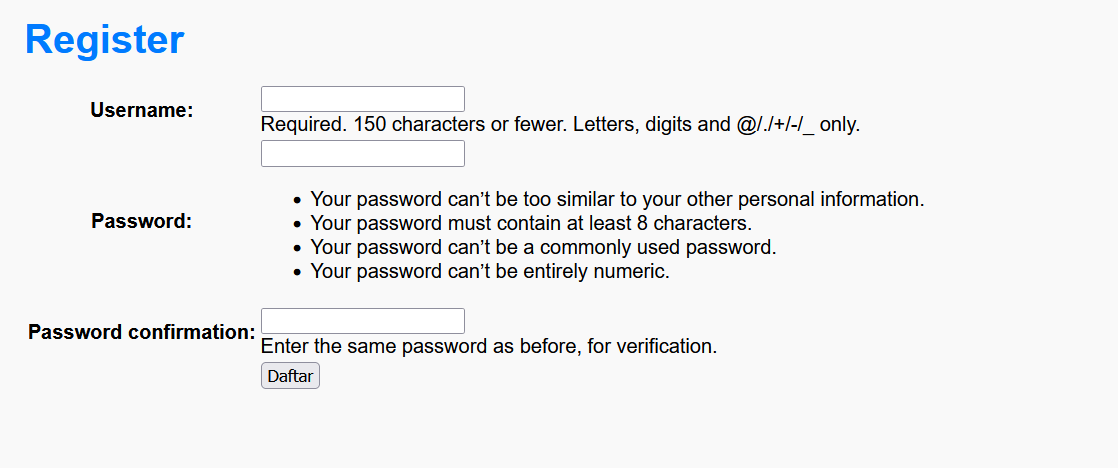 Register
Username:
Required. 150 characters or fewer. Letters, digits and @/./+/-/_ only.
Password:
• Your password can’t be too similar to your other personal information.
• Your password must contain at least 8 characters.
• Your password can’t be a commonly used password.
• Your password can’t be entirely numeric.
Password confirmation:
Enter the same password as before, for verification.
Daftar